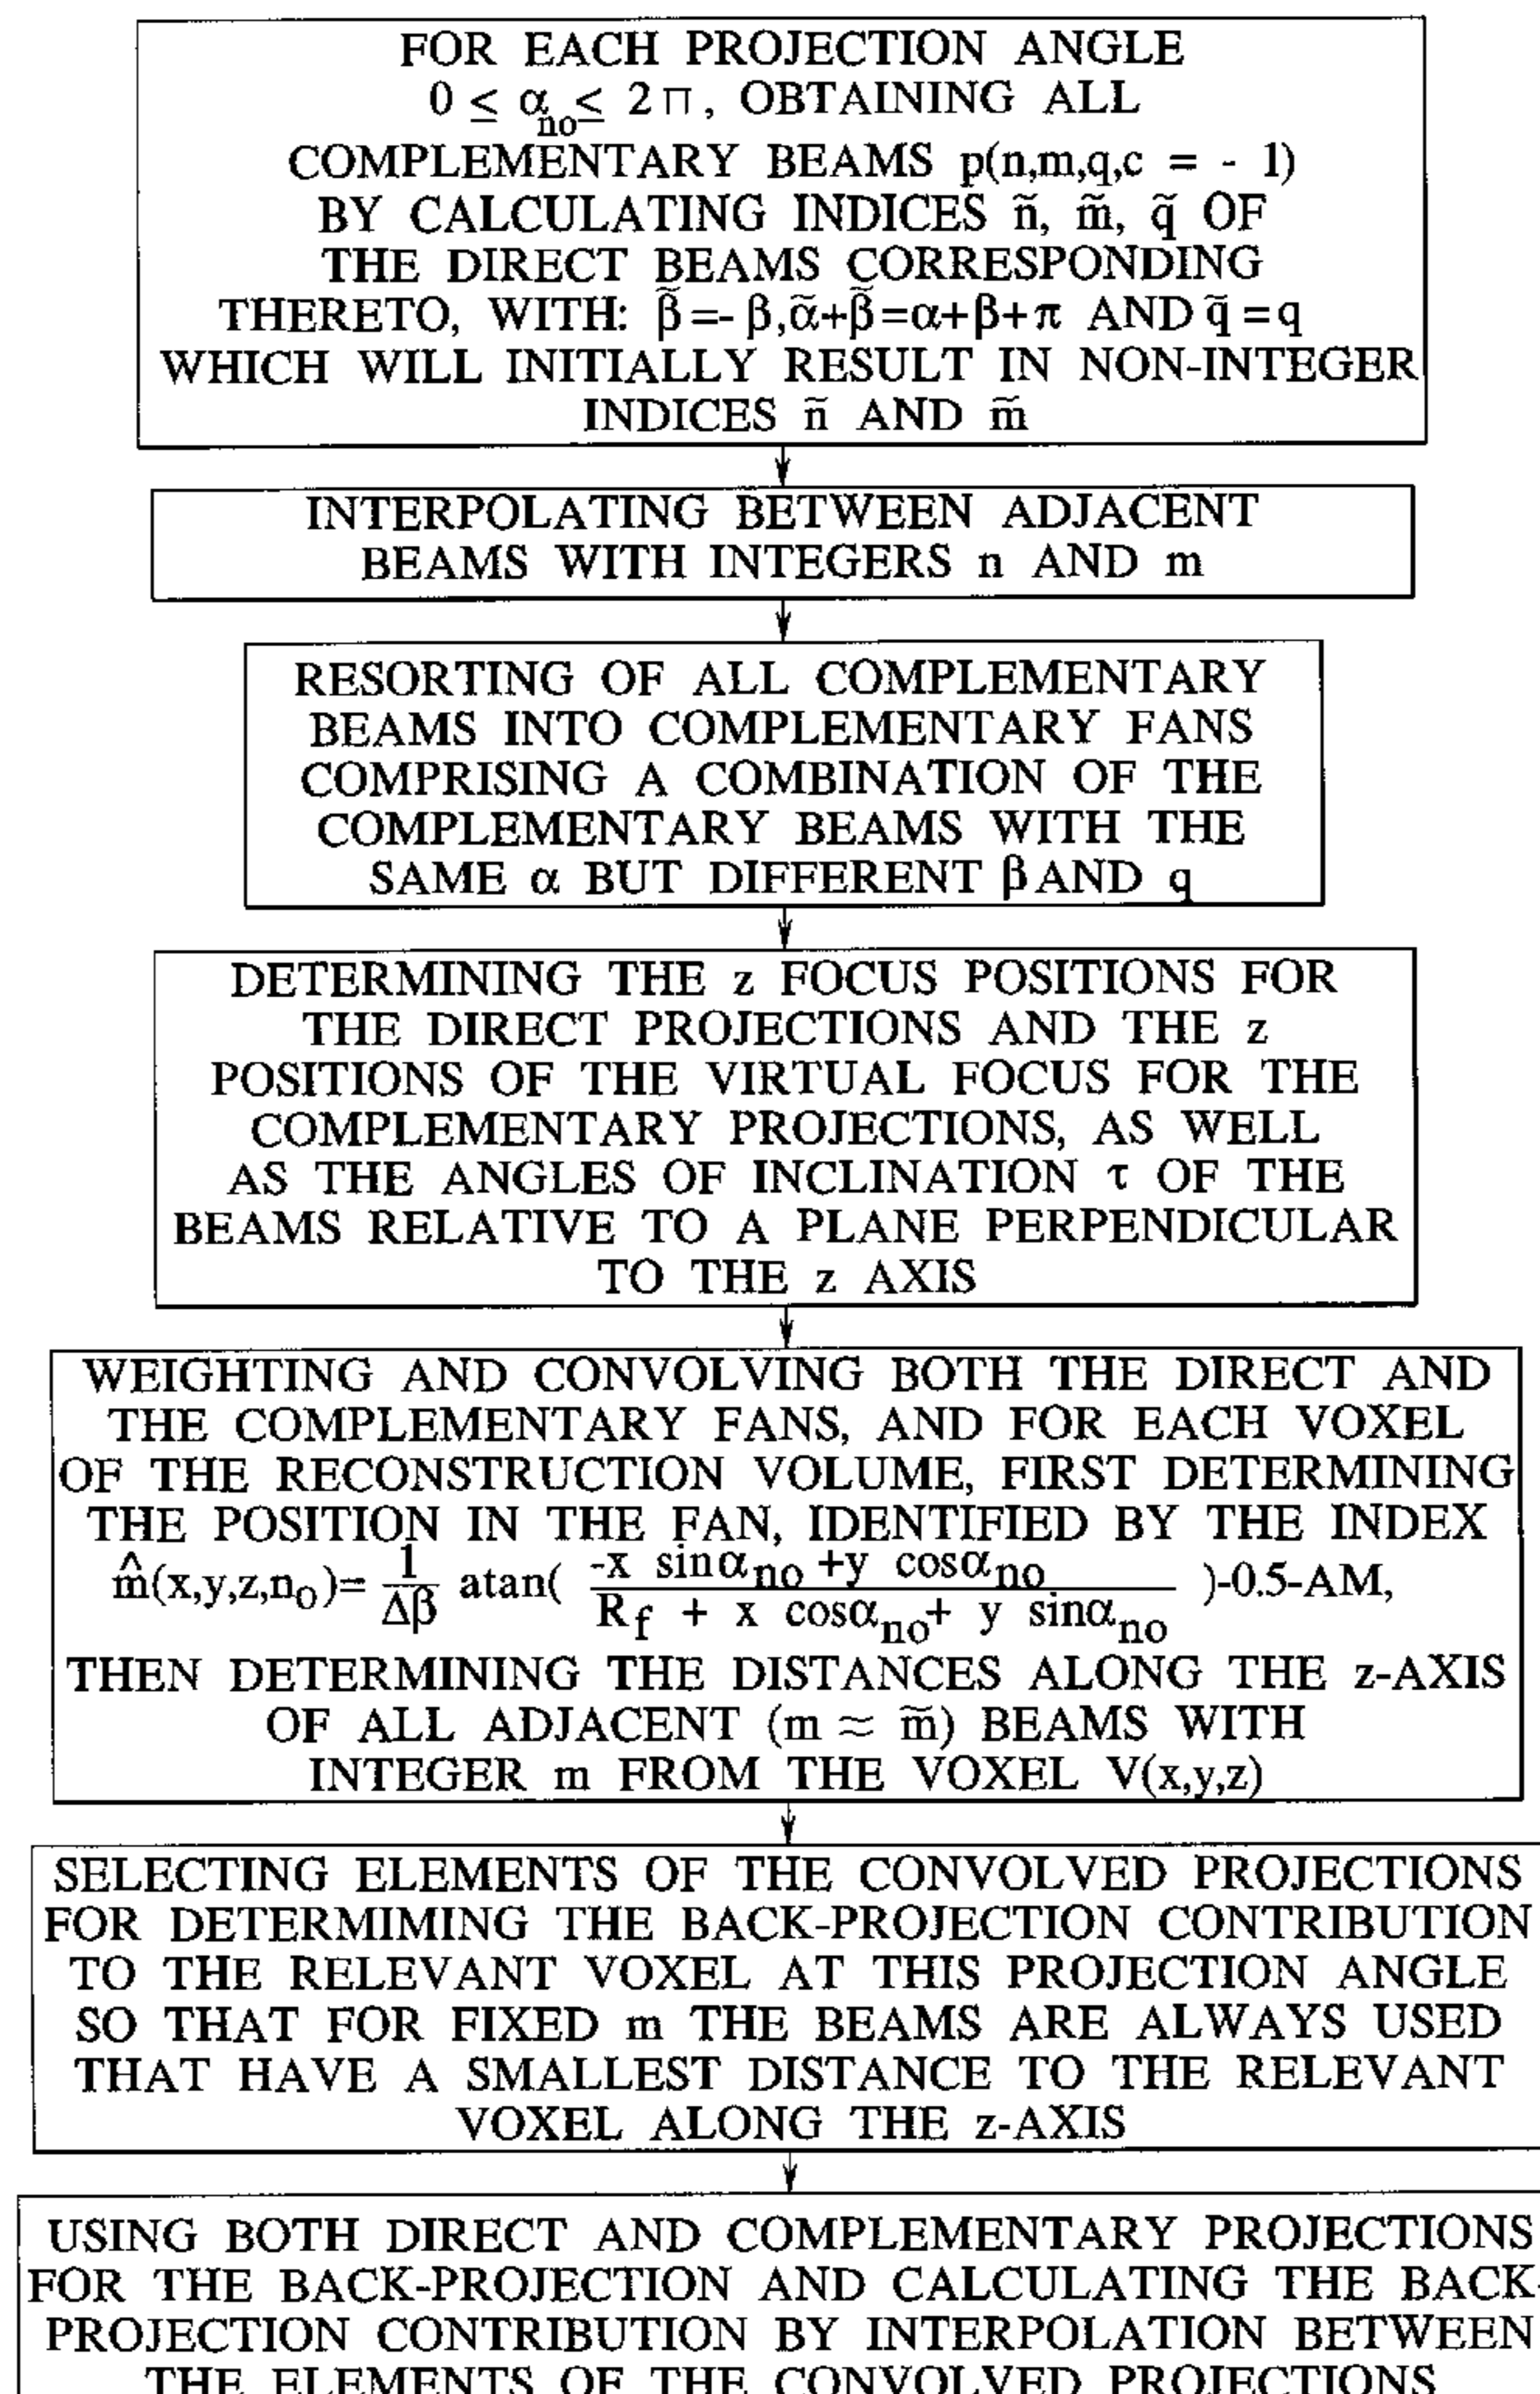 FOR EACH PROJECTION ANGLE
0 ≤ α_no ≤ 2 π, OBTAINING ALL
COMPLEMENTARY BEAMS p(n,m,q,c = - 1)
BY CALCULATING INDICES ñ, m̃, q̃ OF
THE DIRECT BEAMS CORRESPONDING
THERETO, WITH: β̃ =- β, α̃+β̃ =α+β+π AND q̃ = q
WHICH WILL INITIALLY RESULT IN NON-INTEGER
INDICES ñ AND m̃
INTERPOLATING BETWEEN ADJACENT
BEAMS WITH INTEGERS n AND m
RESORTING OF ALL COMPLEMENTARY
BEAMS INTO COMPLEMENTARY FANS
COMPRISING A COMBINATION OF THE
COMPLEMENTARY BEAMS WITH THE
SAME α BUT DIFFERENT β AND q
DETERMINING THE z FOCUS POSITIONS FOR
THE DIRECT PROJECTIONS AND THE z
POSITIONS OF THE VIRTUAL FOCUS FOR THE
COMPLEMENTARY PROJECTIONS, AS WELL
AS THE ANGLES OF INCLINATION τ OF THE
BEAMS RELATIVE TO A PLANE PERPENDICULAR
TO THE z AXIS
WEIGHTING AND CONVOLVING BOTH THE DIRECT AND
THE COMPLEMENTARY FANS, AND FOR EACH VOXEL
OF THE RECONSTRUCTION VOLUME, FIRST DETERMINING
THE POSITION IN THE FAN, IDENTIFIED BY THE INDEX
m̂(x,y,z,n_o)= 1/Δβ atan( (-x sinα_no +y cosα_no)/(R_f + x cosα_no + y sinα_no) )-0.5-AM,
THEN DETERMINING THE DISTANCES ALONG THE z-AXIS
OF ALL ADJACENT (m ≈ m̃) BEAMS WITH
INTEGER m FROM THE VOXEL V(x,y,z)
SELECTING ELEMENTS OF THE CONVOLVED PROJECTIONS
FOR DETERMIMING THE BACK-PROJECTION CONTRIBUTION
TO THE RELEVANT VOXEL AT THIS PROJECTION ANGLE
SO THAT FOR FIXED m THE BEAMS ARE ALWAYS USED
THAT HAVE A SMALLEST DISTANCE TO THE RELEVANT
VOXEL ALONG THE z-AXIS
USING BOTH DIRECT AND COMPLEMENTARY PROJECTIONS
FOR THE BACK-PROJECTION AND CALCULATING THE BACK-
PROJECTION CONTRIBUTION BY INTERPOLATION BETWEEN
THE ELEMENTS OF THE CONVOLVED PROJECTIONS